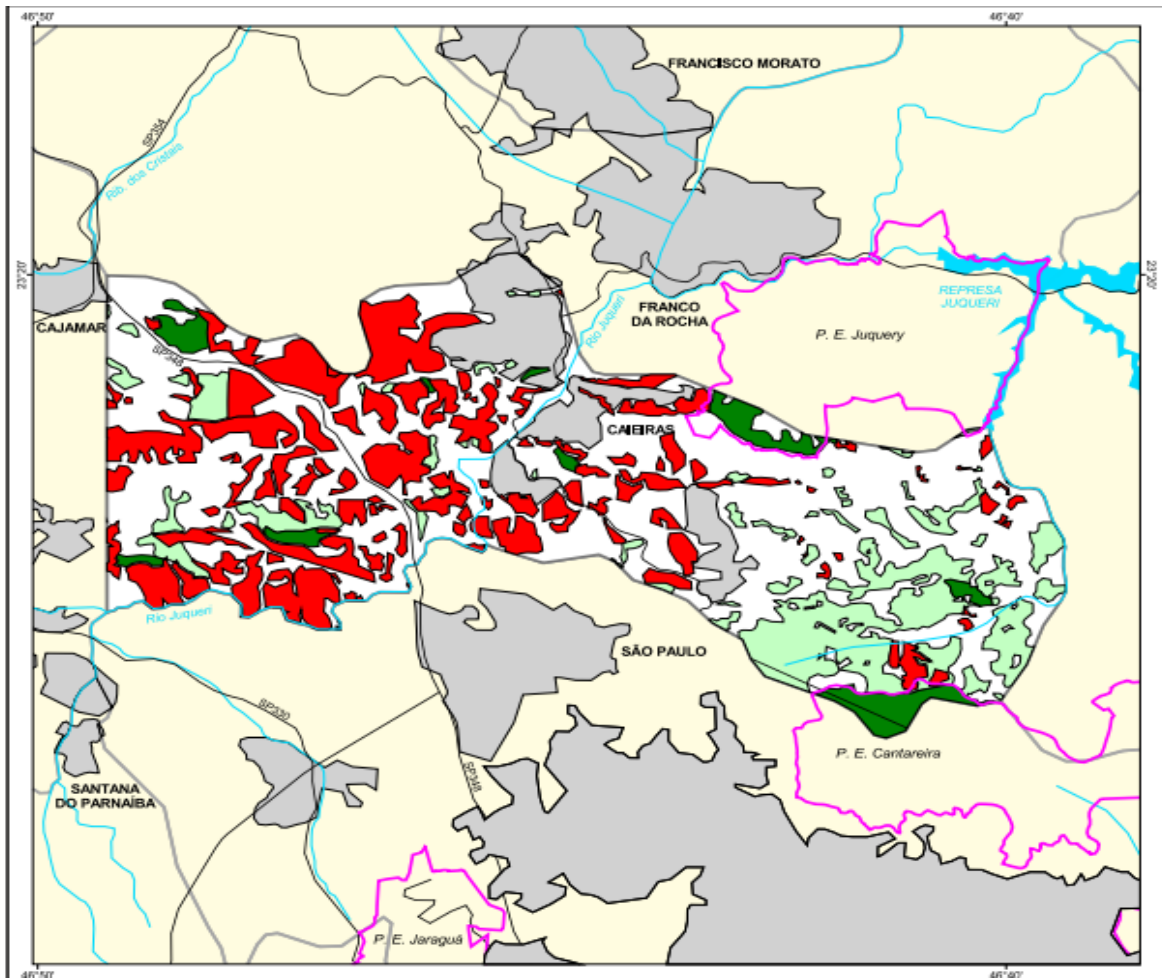 46°50'
46°40'
FRANCISCO MORATO
SP354
Rib. dos Cristais
23°20'
23°20'
REPRESA
JUQUERI
CAJAMAR
FRANCO
DA ROCHA
Rio Juqueri
P. E. Juquery
SP348
CAIEIRAS
Rio Juqueri
SÃO PAULO
SP330
P. E. Cantareira
SP348
SANTANA
DO PARNAÍBA
P. E. Jaraguá
46°50'
46°40'